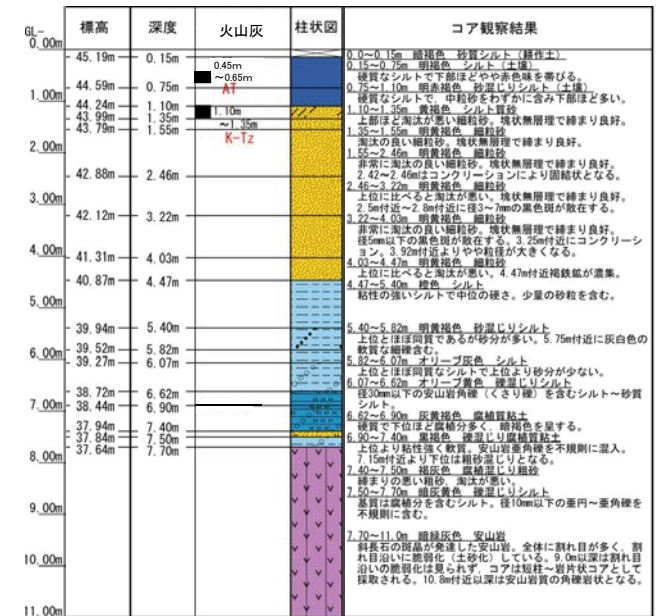 GL-
標高 深度 火山灰 柱状図 コア観察結果
0.00m
45.19m 0.15m
0.45m
～0.65m
AT
44.59m 0.75m
1.00m
44.24m 1.10m
1.10m
43.99m 1.35m
～1.35m
43.79m 1.55m
K-Tz
2.00m
42.88m 2.46m
3.00m
42.12m 3.22m
4.00m
41.31m 4.03m
40.87m 4.47m
5.00m
39.94m 5.40m
39.52m 5.82m
6.00m
39.27m 6.07m
38.72m 6.62m
7.00m
38.44m 6.90m
37.94m 7.40m
37.84m 7.50m
37.64m 7.70m
8.00m
9.00m
10.00m
11.00m
0.0～0.15m 暗褐色 砂質シルト（耕作土）
0.15～0.75m 明褐色 シルト（土壌）
硬質なシルトで下部ほどやや赤色味を帯びる。
0.75～1.10m 明赤褐色 砂混じりシルト（土壌）
硬質なシルトで、中粒砂をわずかに含み下部ほど多い。
1.10～1.35m 黄褐色 シルト質砂
上部ほど淘汰が悪い細粒砂。塊状無層理で締まり良好。
1.35～1.55m 明黄褐色 細粒砂
淘汰の良い細粒砂。塊状無層理で締まり良好。
1.55～2.46m 明黄褐色 細粒砂
非常に淘汰の良い細粒砂。塊状無層理で締まり良好。
2.42～2.46mはコンクリーションにより固結状となる。
2.46～3.22m 明黄褐色 細粒砂
上位に比べると淘汰が悪い。塊状無層理で締まり良好。
2.5m付近～2.8m付近に径3～7mmの黒色斑が散在する。
3.22～4.03m 明黄褐色 細粒砂
非常に淘汰の良い細粒砂。塊状無層理で締まり良好。
径5mm以下の黒色斑が散在する。3.25m付近にコンクリーシ
ョン。3.92m付近よりやや粒径が大きくなる。
4.03～4.47m 明黄褐色 細粒砂
上位に比べると淘汰が悪い。4.47m付近褐鉄鉱が濃集。
4.47～5.40m 橙色 シルト
粘性の強いシルトで中位の硬さ。少量の砂粒を含む。
5.40～5.82m 明黄褐色 砂混じりシルト
上位とほぼ同質であるが砂分が多い。5.75m付近に灰白色の
軟質な細礫含む。
5.82～6.07m オリーブ灰色 シルト
上位とほぼ同質なシルトで上位より砂分が少ない。
6.07～6.62m オリーブ黄色 礫混じりシルト
径30mm以下の安山岩角礫（くさり礫）を含むシルト～砂質
シルト。
6.62～6.90m 灰黄褐色 腐植質粘土
硬質で下位ほど腐植分多く、暗褐色を呈する。
6.90～7.40m 黒褐色 礫混じり腐植質粘土
上位より粘性強く軟質。安山岩亜角礫を不規則に混入。
7.15m付近より下位は粗砂混じりとなる。
7.40～7.50m 褐灰色 腐植混じり粗砂
締まりの悪い粗砂。淘汰が悪い。
7.50～7.70m 暗灰黄色 礫混じりシルト
基質は腐植分を含むシルト。径10mm以下の亜円～亜角礫を
不規則に含む。
7.70～11.0m 暗緑灰色 安山岩
斜長石の斑晶が発達した安山岩。全体に割れ目が多く、割
れ目沿いに脆弱化（土砂化）している。9.0m以深は割れ目
沿いの脆弱化は見られず、コアは短柱～岩片状コアとして
採取される。10.8m付近以深は安山岩質の角礫岩状となる。